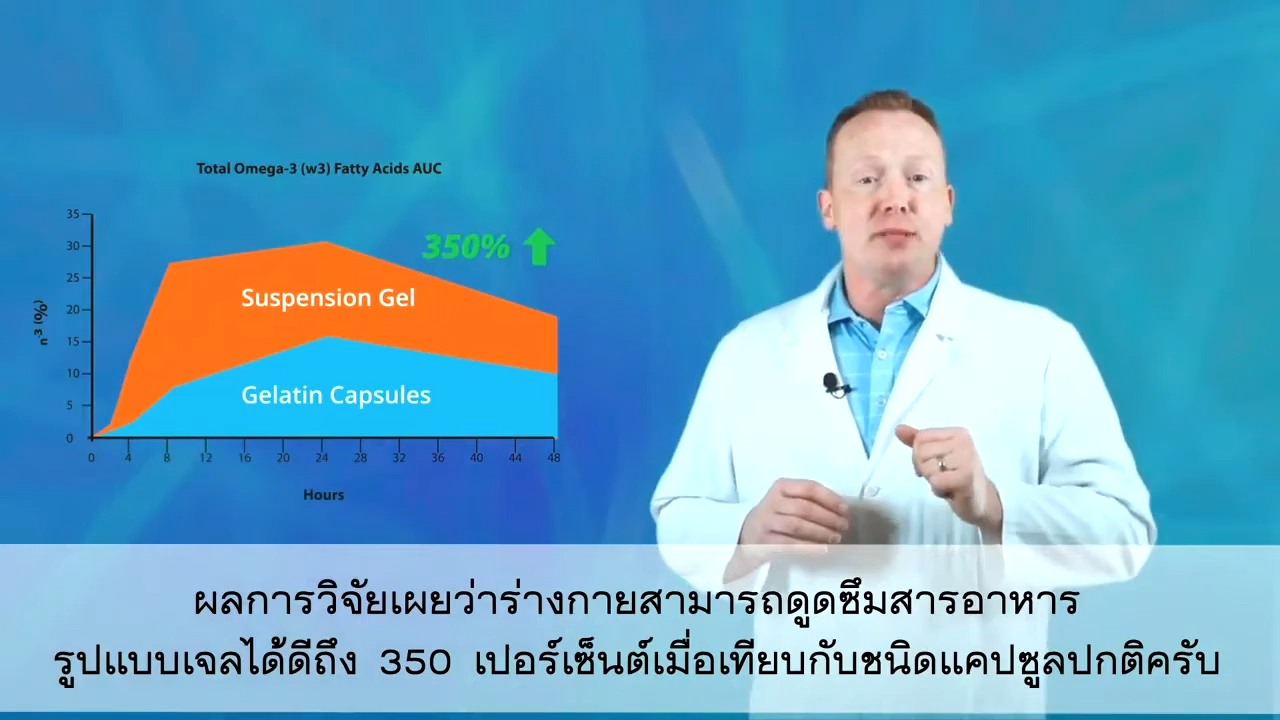 Total Omega-3 (w3) Fatty Acids AUC
350%
35
30
25
20
15
10
5
0
n-3 (%)
Suspension Gel
Gelatin Capsules
0 4 8 12 16 20 24 28 32 36 40 44 48
Hours
ผลการวิจัยเผยว่าร่างกายสามารถดูดซึมสารอาหาร
รูปแบบเจลได้ดีถึง 350 เปอร์เซ็นต์เมื่อเทียบกับชนิดแคปซูลปกติครับ